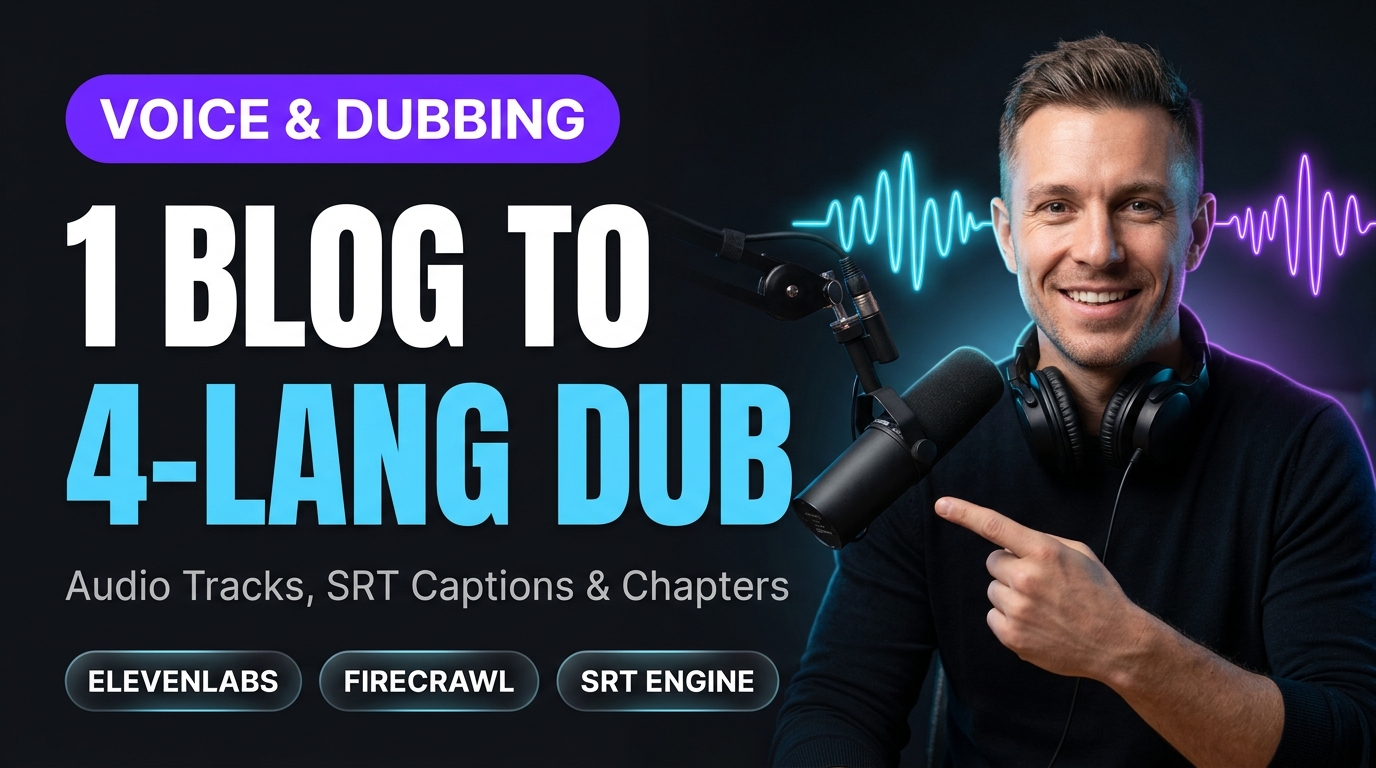 VOICE & DUBBING
1 BLOG TO
4-LANG DUB
Audio Tracks, SRT Captions & Chapters
ELEVENLABS
FIRECRAWL
SRT ENGINE